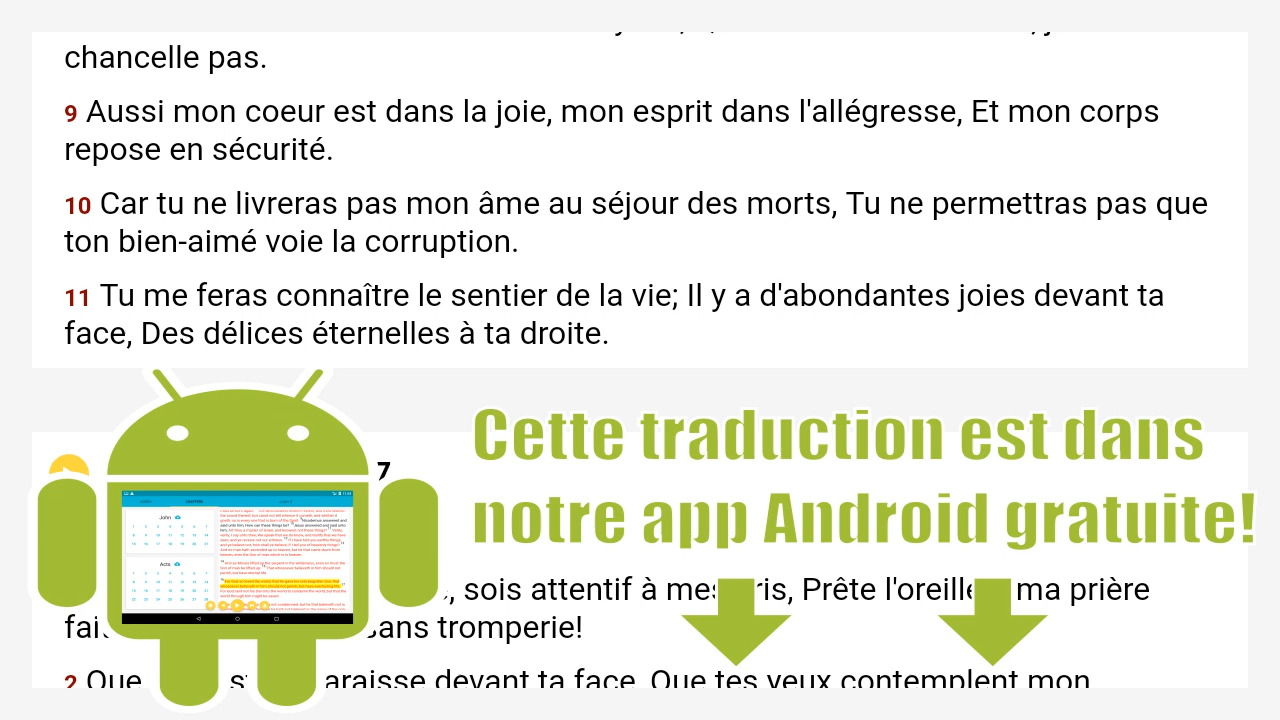 chancelle pas.
9 Aussi mon coeur est dans la joie, mon esprit dans l'allégresse, Et mon corps
repose en sécurité.
10 Car tu ne livreras pas mon âme au séjour des morts, Tu ne permettras pas que
ton bien-aimé voie la corruption.
11 Tu me feras connaître le sentier de la vie; Il y a d'abondantes joies devant ta
face, Des délices éternelles à ta droite.
Cette traduction est dans
7
notre app Android gratuite!
John
Acts
, sois attentif à mes ris, Prête l'oreille ma prière
fai sans tromperie!
2 Que araisse devant ta face, Que tes yeux contemplent mon